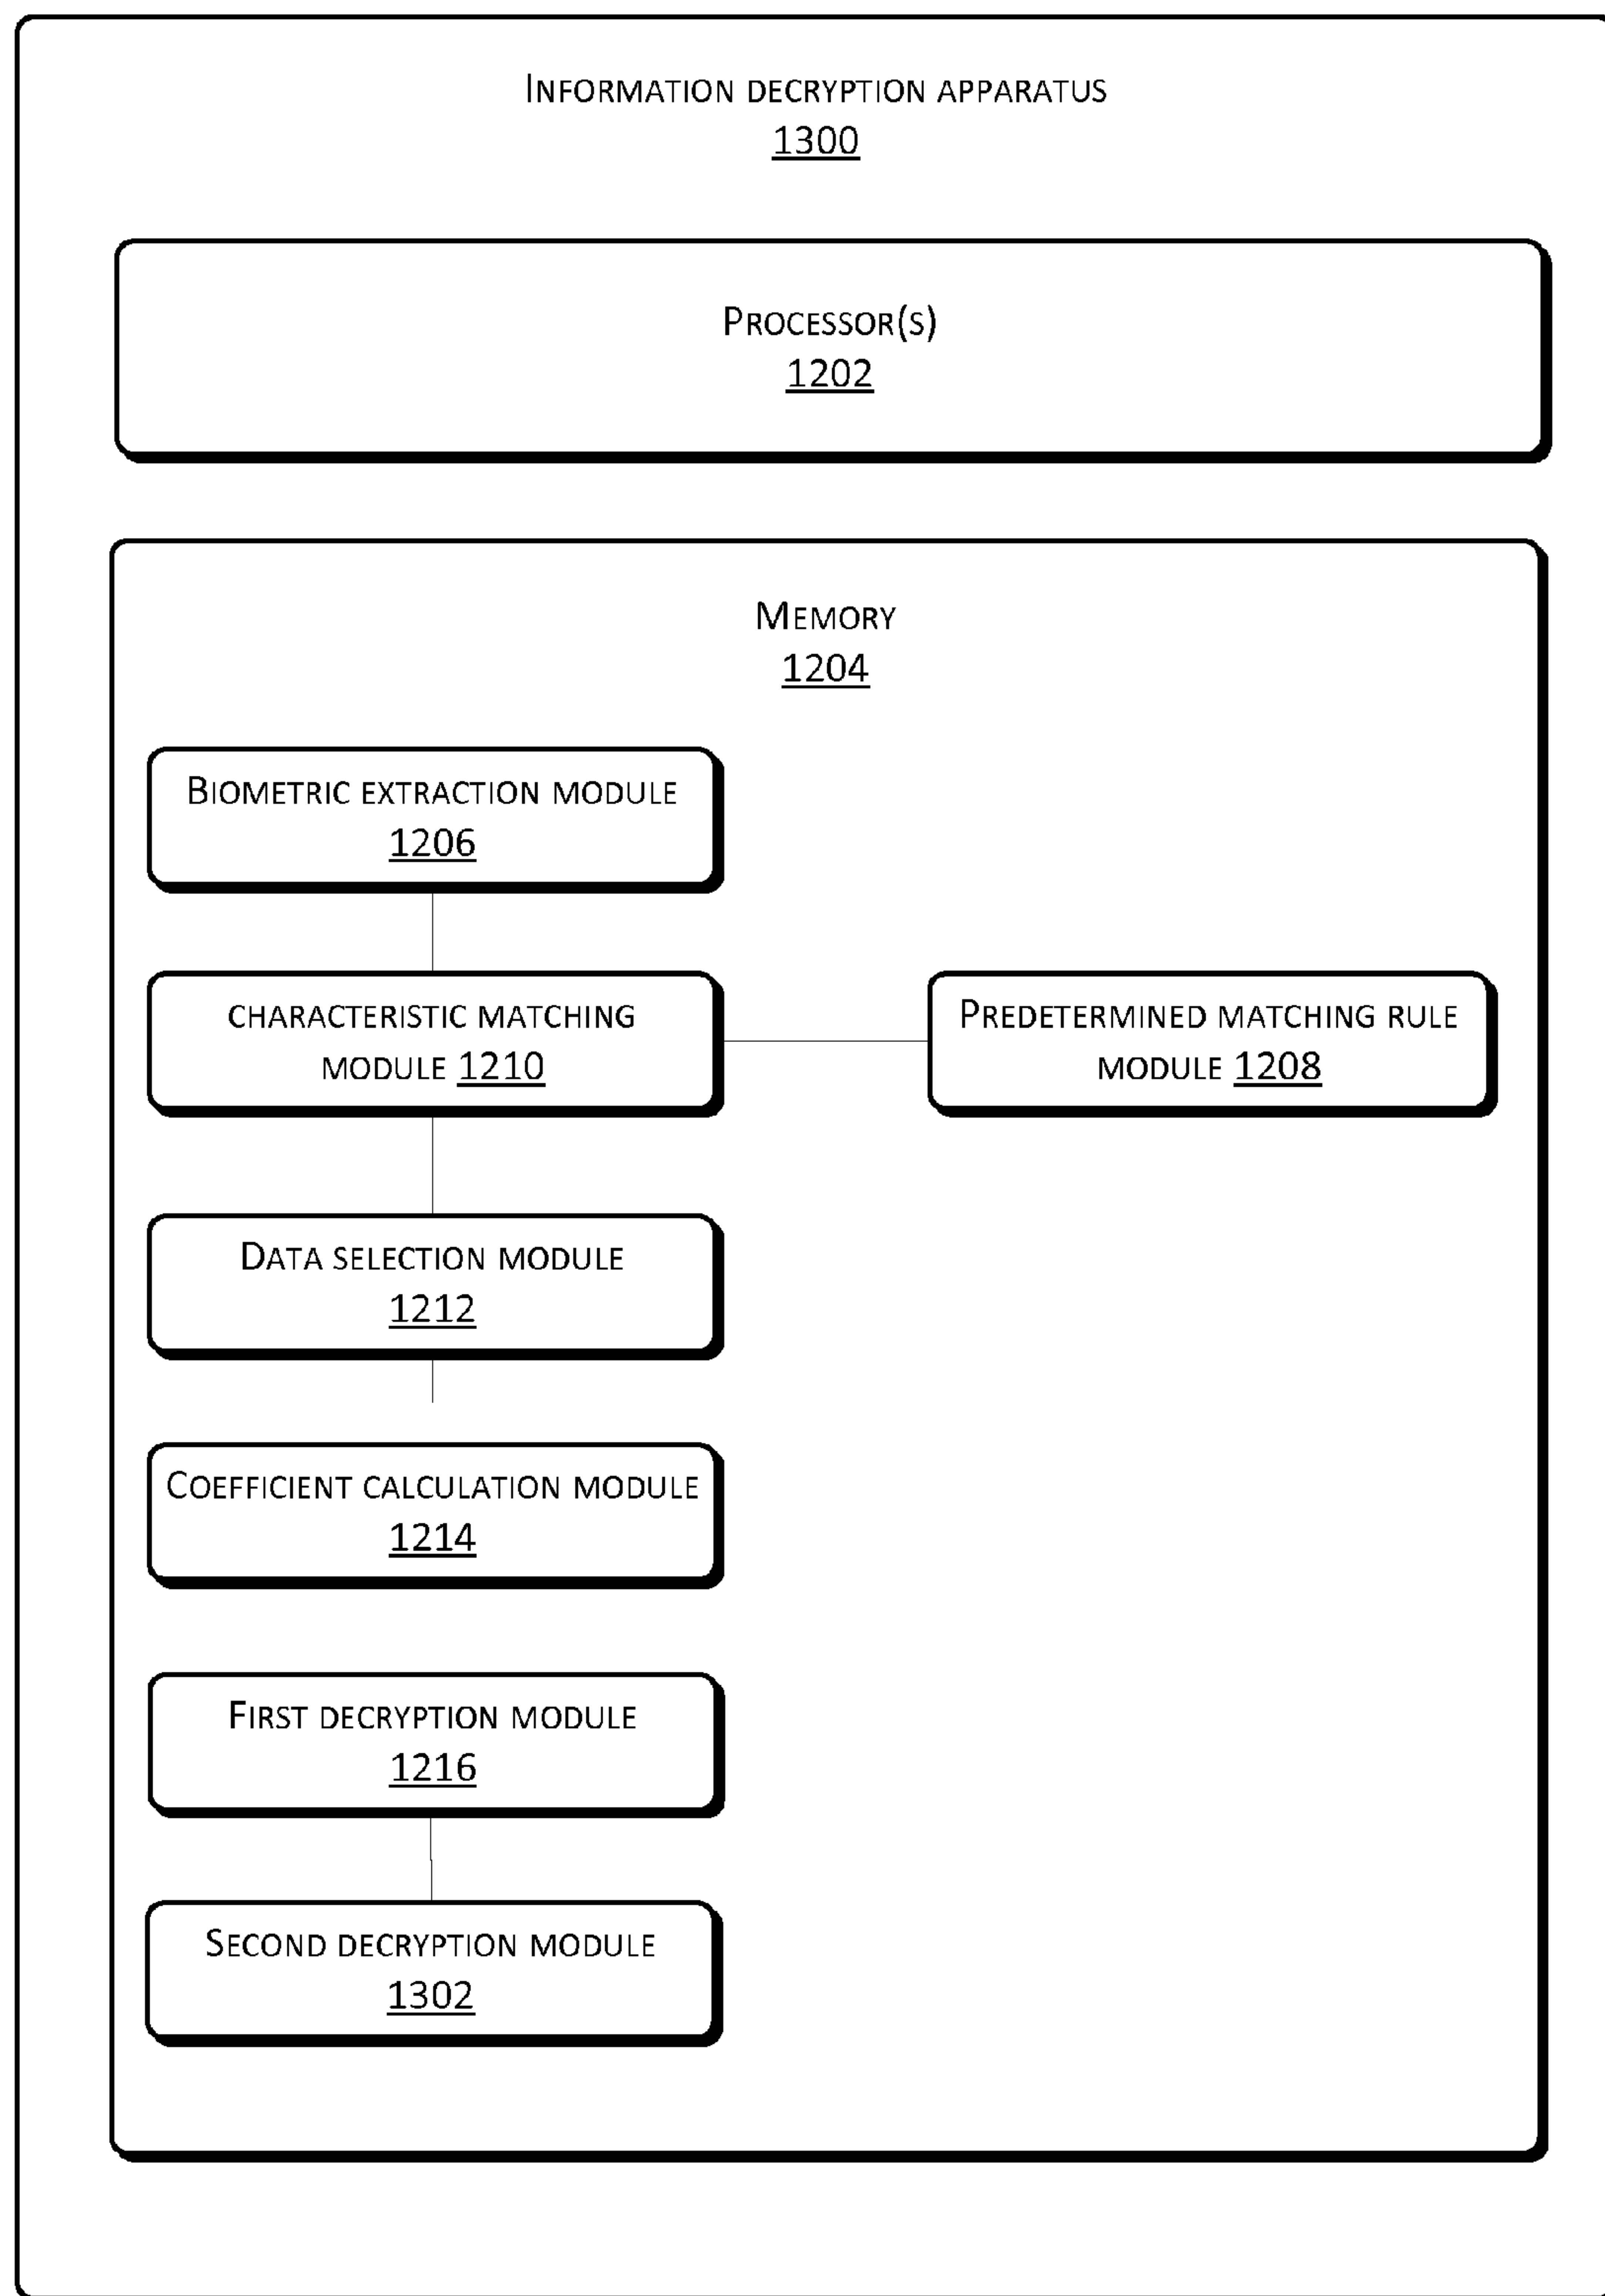 Information decryption apparatus
1300
Processor(s)
1202
Memory
1204
Biometric extraction module
1206
characteristic matching
module 1210
Predetermined matching rule
module 1208
Data selection module
1212
Coefficient calculation module
1214
First decryption module
1216
Second decryption module
1302